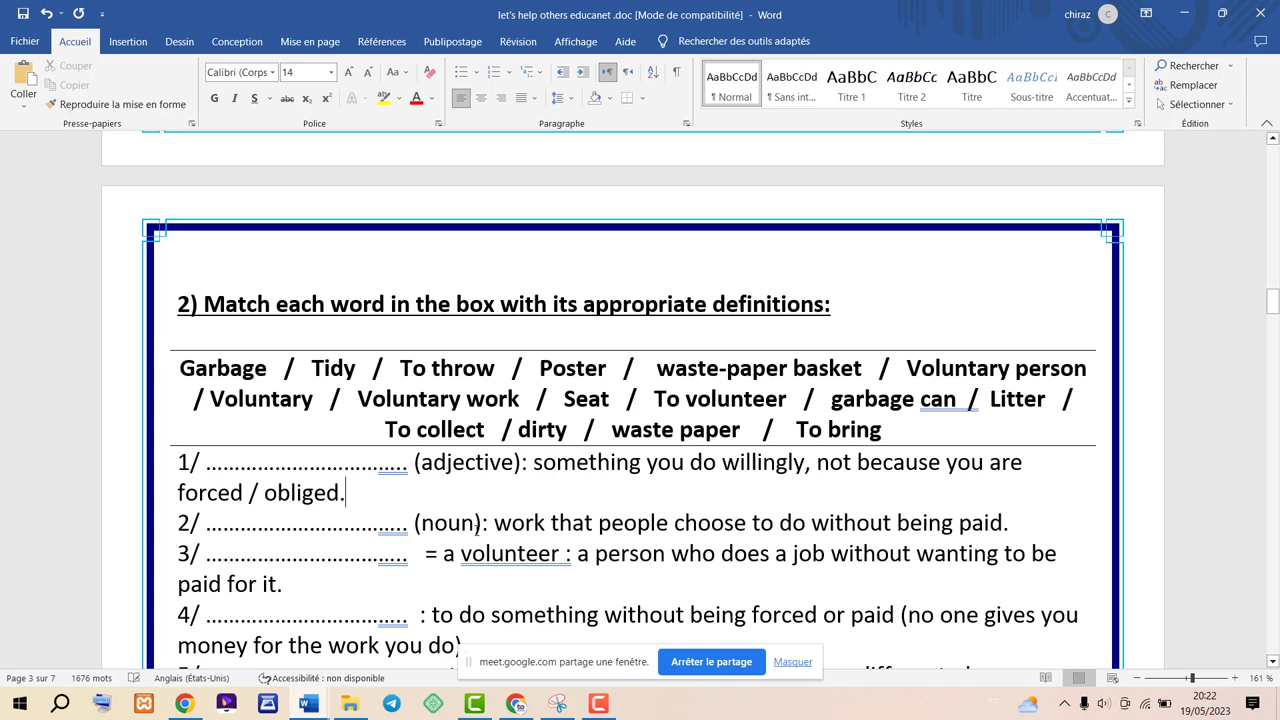 let's help others educanet .doc [Mode de compatibilité] - Word
chiraz C
Fichier Accueil Insertion Dessin Conception Mise en page Références Publipostage Révision Affichage Aide Rechercher des outils adaptés
Coller
Couper
Copier
Reproduire la mise en forme
Presse-papiers
Calibri (Corps 14
Police
Paragraphe
AaBbCcDd AaBbCcDd AaBbC AaBbCc AaBbC AaBbCcI AaBbCcDd
¶ Normal ¶ Sans int... Titre 1 Titre 2 Titre Sous-titre Accentuat...
Styles
Rechercher
Remplacer
Sélectionner
Édition
2) Match each word in the box with its appropriate definitions:
Garbage / Tidy / To throw / Poster / waste-paper basket / Voluntary person
/ Voluntary / Voluntary work / Seat / To volunteer / garbage can / Litter /
To collect / dirty / waste paper / To bring
1/ ................................... (adjective): something you do willingly, not because you are
forced / obliged.
2/ ................................... (noun): work that people choose to do without being paid.
3/ ................................... = a volunteer : a person who does a job without wanting to be
paid for it.
4/ ................................... : to do something without being forced or paid (no one gives you
money for the work you do)
meet.google.com partage une fenêtre. Arrêter le partage Masquer
Page 3 sur 7 1676 mots Anglais (États-Unis) Accessibilité : non disponible 161 %
20:22
19/05/2023